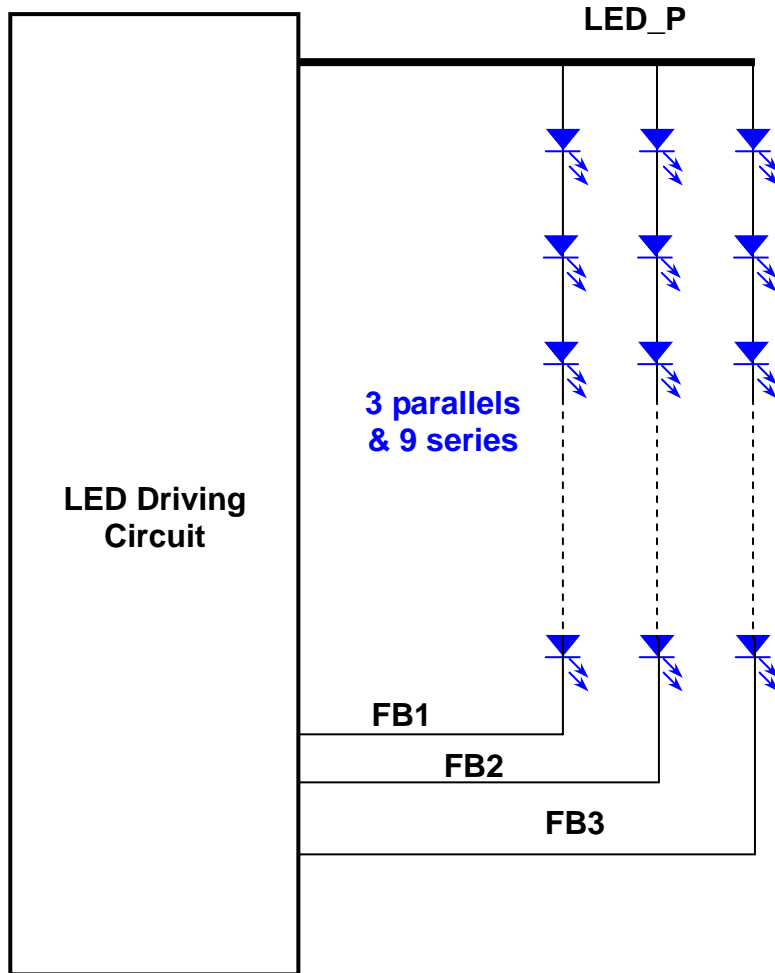 LED_P
3 parallels
& 9 series
LED Driving
Circuit
FB1
FB2
FB3